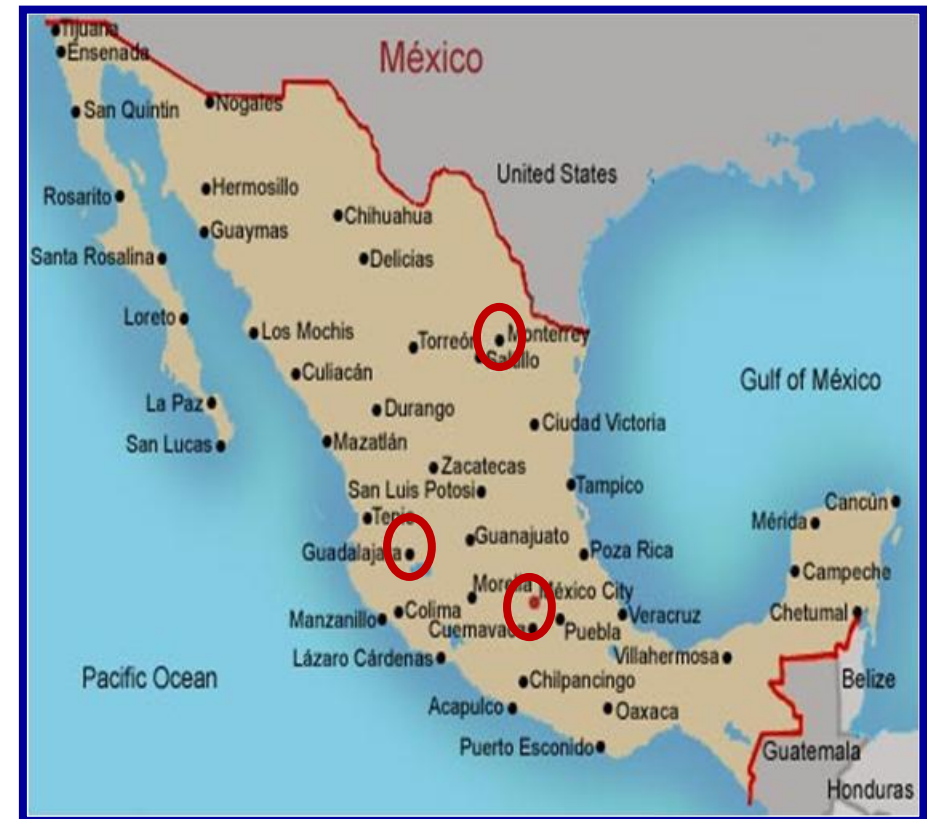 Tijuana
Ensenada
México
San Quintin
Nogales
United States
Rosarito
Hermosillo
Chihuahua
Guaymas
Santa Rosalina
Delicias
Loreto
Los Mochis
Torreón
Monterrey
Saltillo
Culiacán
Gulf of México
La Paz
Durango
Ciudad Victoria
San Lucas
Mazatlán
Zacatecas
San Luis Potosi
Tampico
Cancún
Mérida
Tepic
Guanajuato
Guadalajara
Poza Rica
Campeche
Morelia
México City
Manzanillo
Colima
Veracruz
Chetumal
Cuernavaca
Puebla
Lázaro Cárdenas
Villahermosa
Pacific Ocean
Chilpancingo
Belize
Acapulco
Oaxaca
Puerto Esconido
Guatemala
Honduras